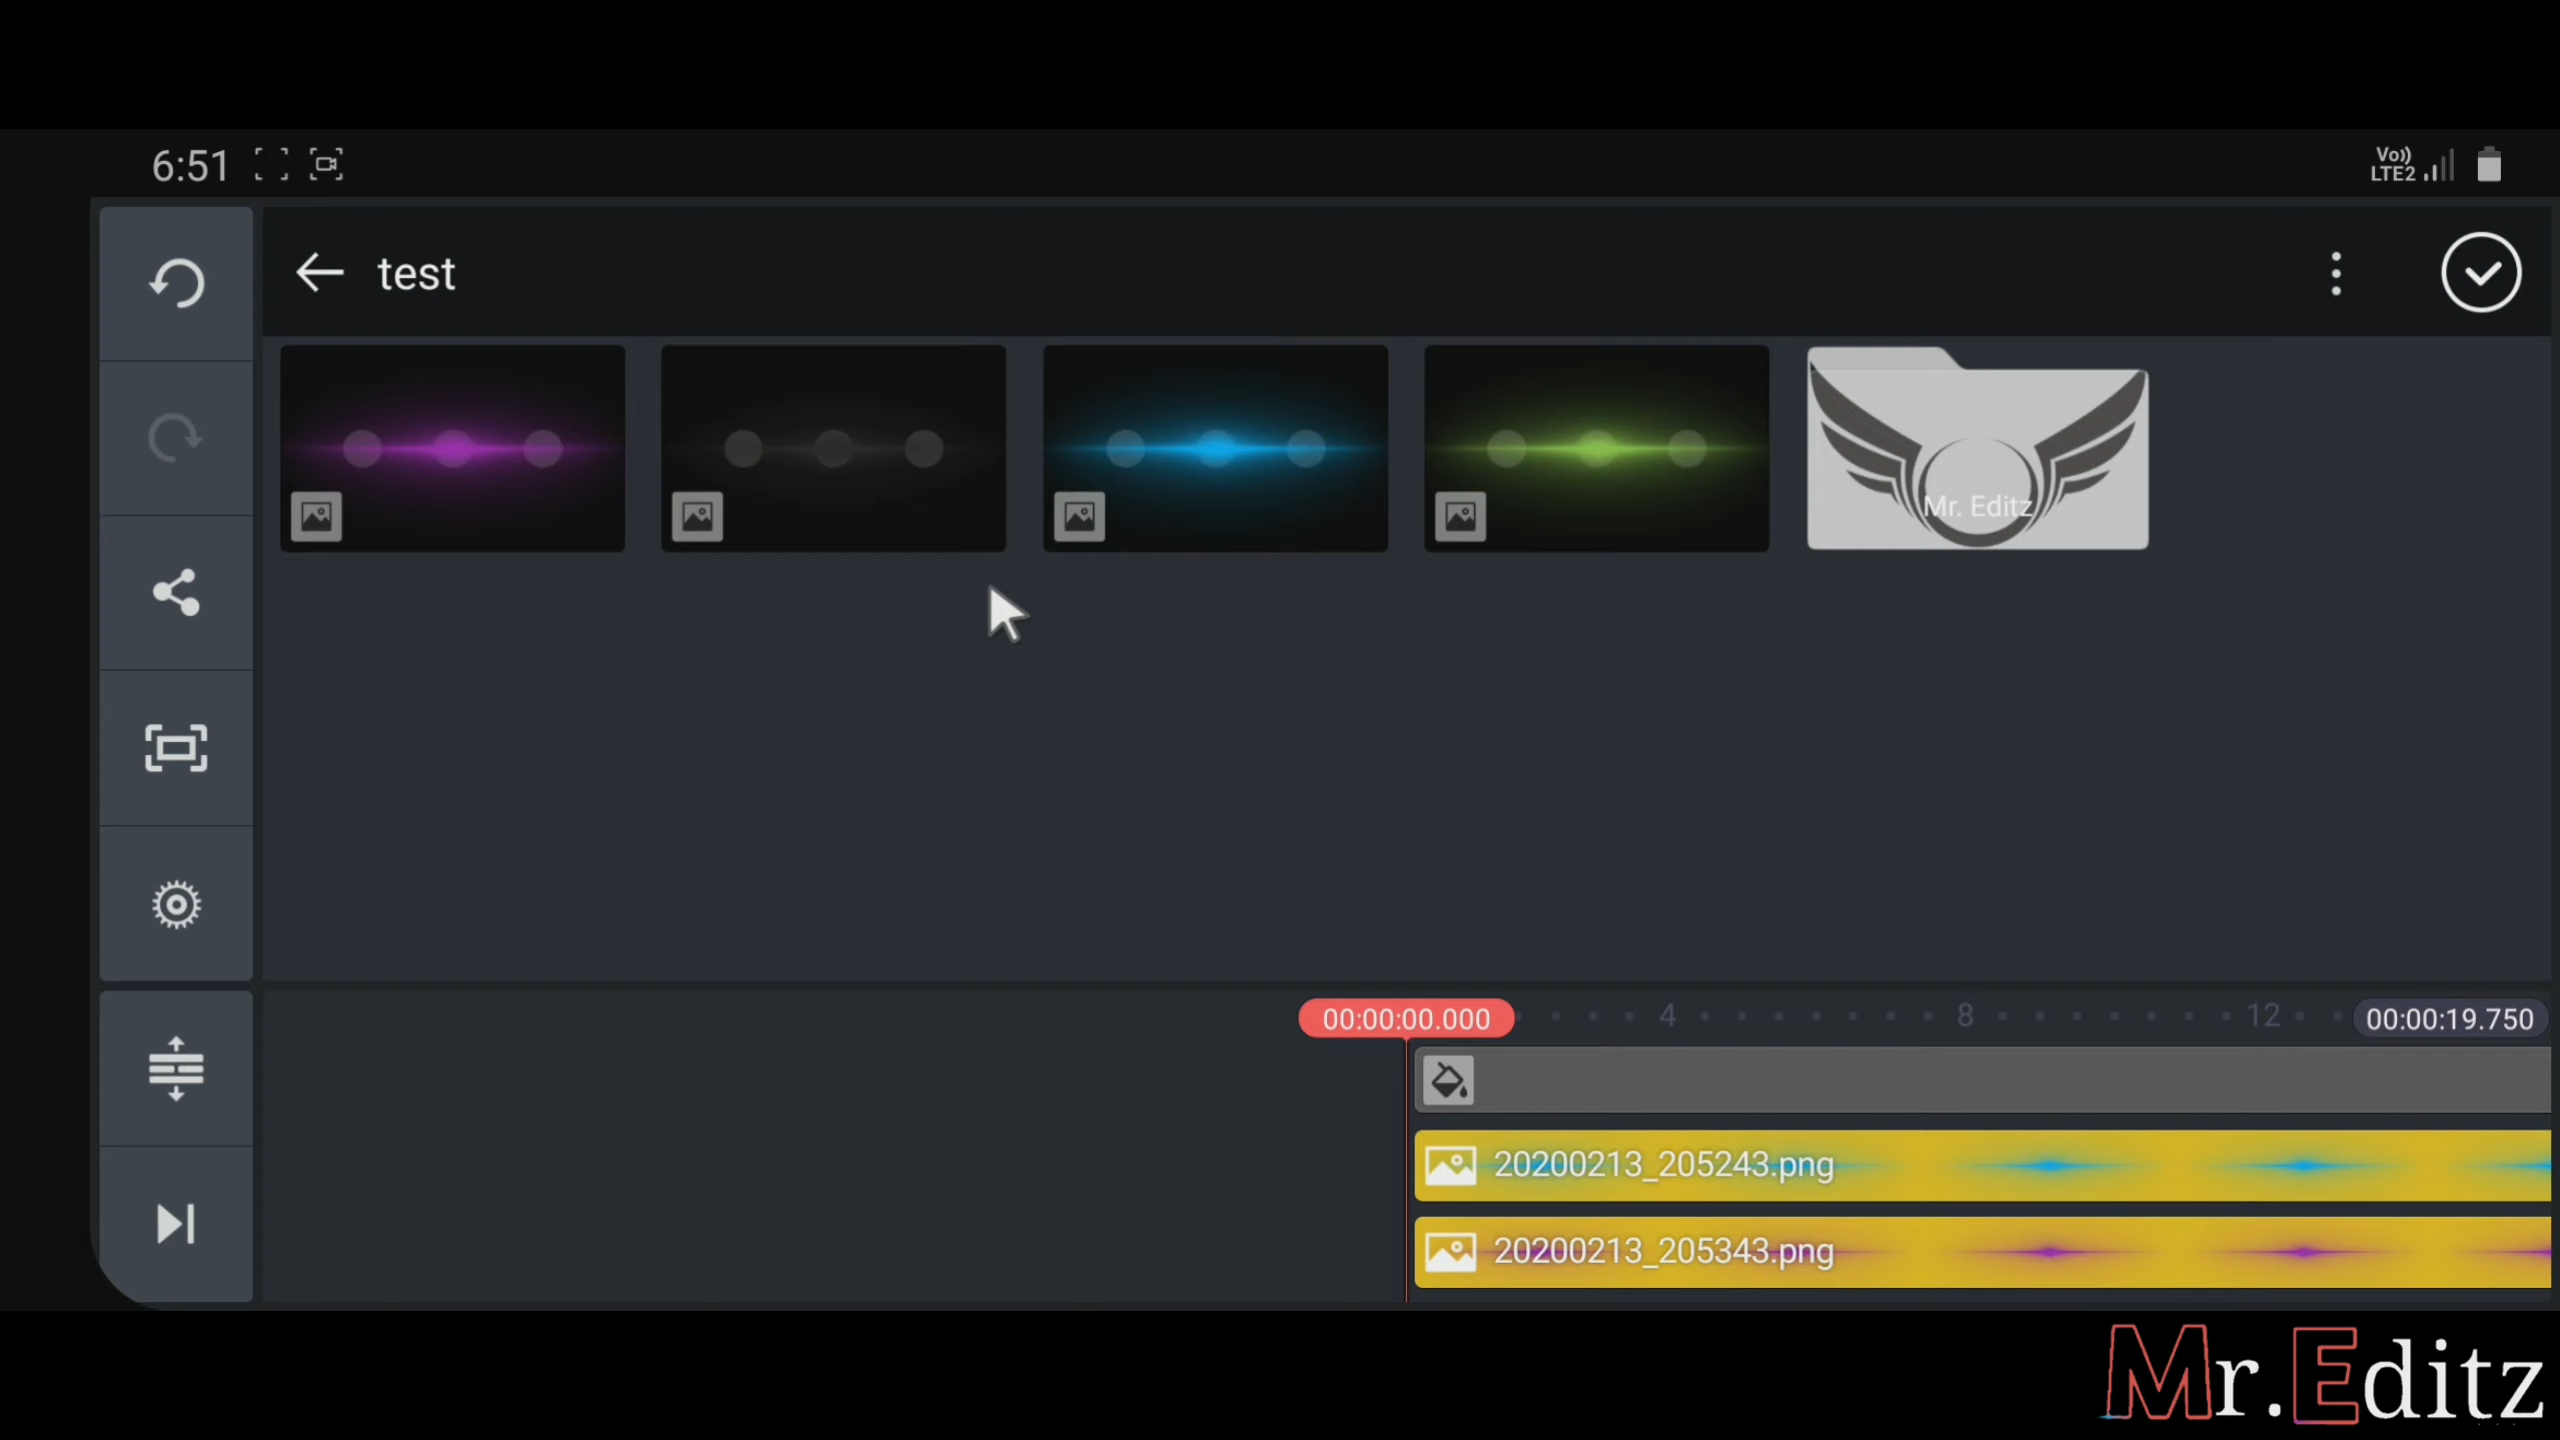 6:51
Vo))
LTE2
test
Mr. Editz
00:00:00.000
4
8
12
00:00:19.750
20200213_205243.png
20200213_205343.png
Mr.Editz